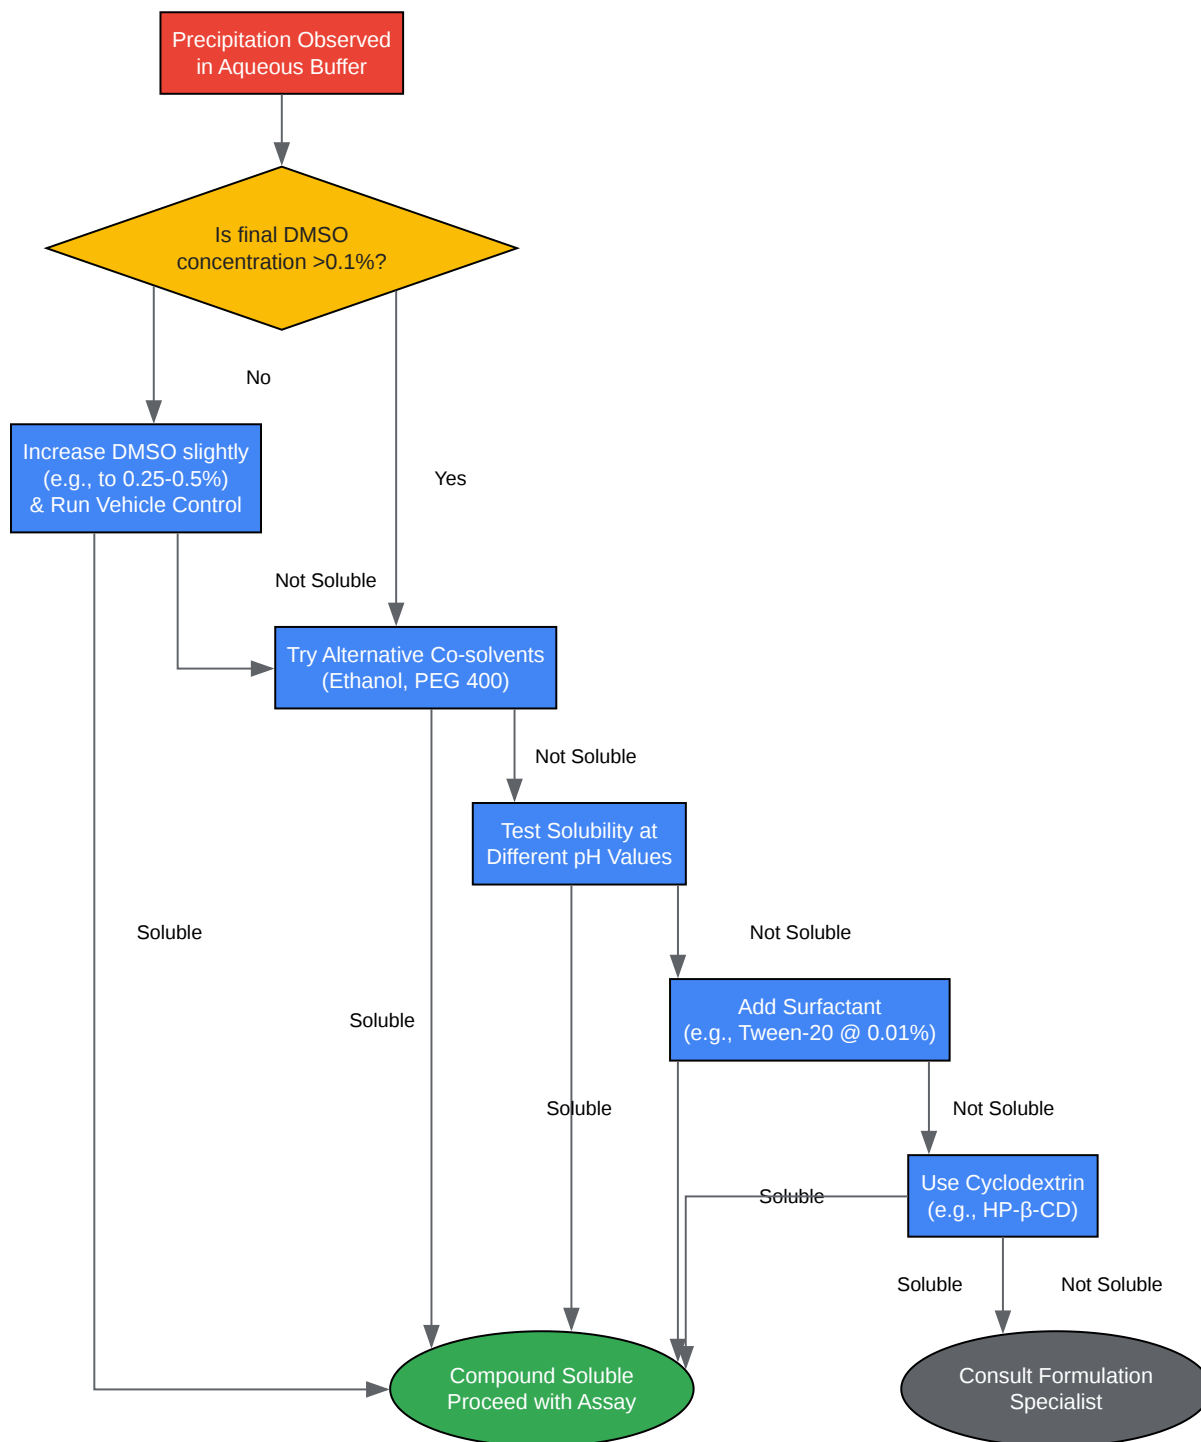 Precipitation Observed
in Aqueous Buffer
Is final DMSO
concentration >0.1%?
No
Increase DMSO slightly
(e.g., to 0.25-0.5%)
& Run Vehicle Control
Yes
Not Soluble
Try Alternative Co-solvents
(Ethanol, PEG 400)
Not Soluble
Test Solubility at
Different pH Values
Soluble
Not Soluble
Add Surfactant
(e.g., Tween-20 @ 0.01%)
Soluble
Soluble
Not Soluble
Use Cyclodextrin
(e.g., HP-β-CD)
Soluble
Soluble
Not Soluble
Compound Soluble
Proceed with Assay
Consult Formulation
Specialist